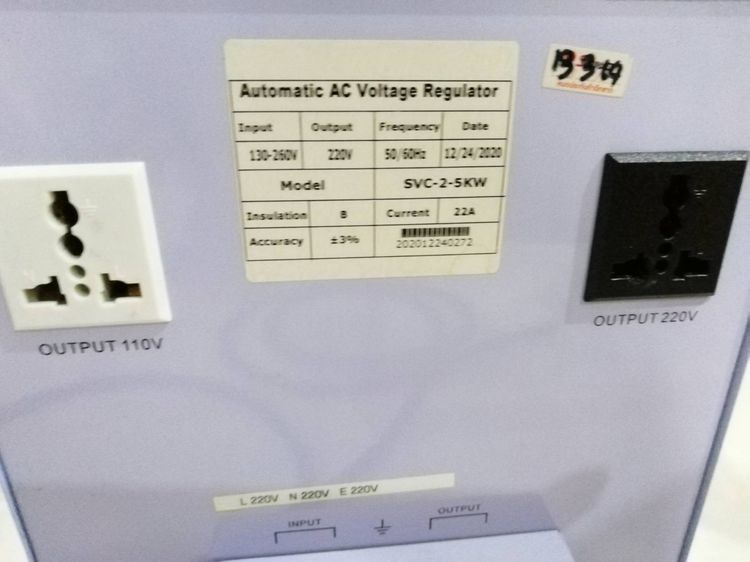 Automatic AC Voltage Regulator
Input Output Frequency Date
130-260V 220V 50/60Hz 12/24/2020
Model SVC-2-5KW
Insulation B Current 22A
Accuracy ±3%
202012240272
OUTPUT 110V
OUTPUT 220V
L 220V N 220V E 220V
INPUT OUTPUT